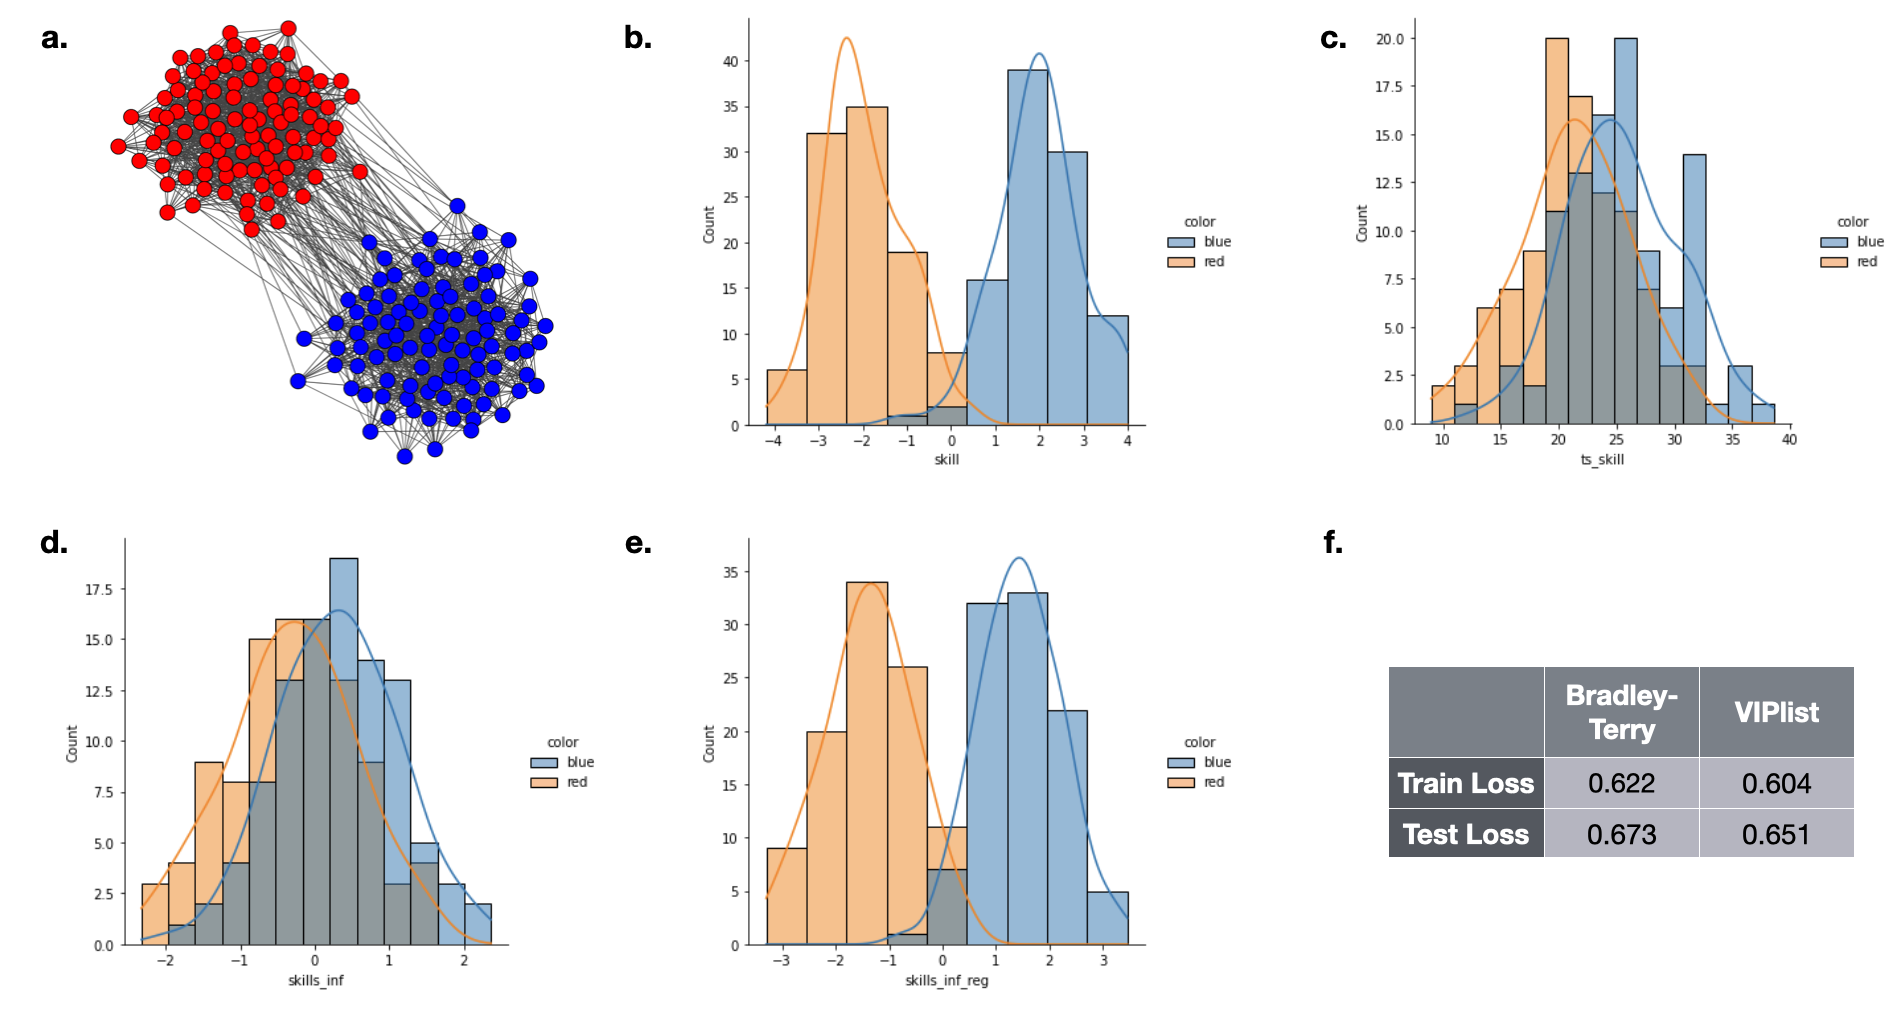 a.
b.
40
35
30
25
20
15
10
5
0
Count
−4 −3 −2 −1 0 1 2 3 4
skill
color
blue
red
c.
20.0
17.5
15.0
12.5
10.0
7.5
5.0
2.5
0.0
Count
10 15 20 25 30 35 40
ts_skill
color
blue
red
d.
17.5
15.0
12.5
10.0
7.5
5.0
2.5
0.0
Count
−2 −1 0 1 2
skills_inf
color
blue
red
e.
35
30
25
20
15
10
5
0
Count
−3 −2 −1 0 1 2 3
skills_inf_reg
color
blue
red
f.
Bradley-
Terry
VIPlist
Train Loss 0.622 0.604
Test Loss 0.673 0.651